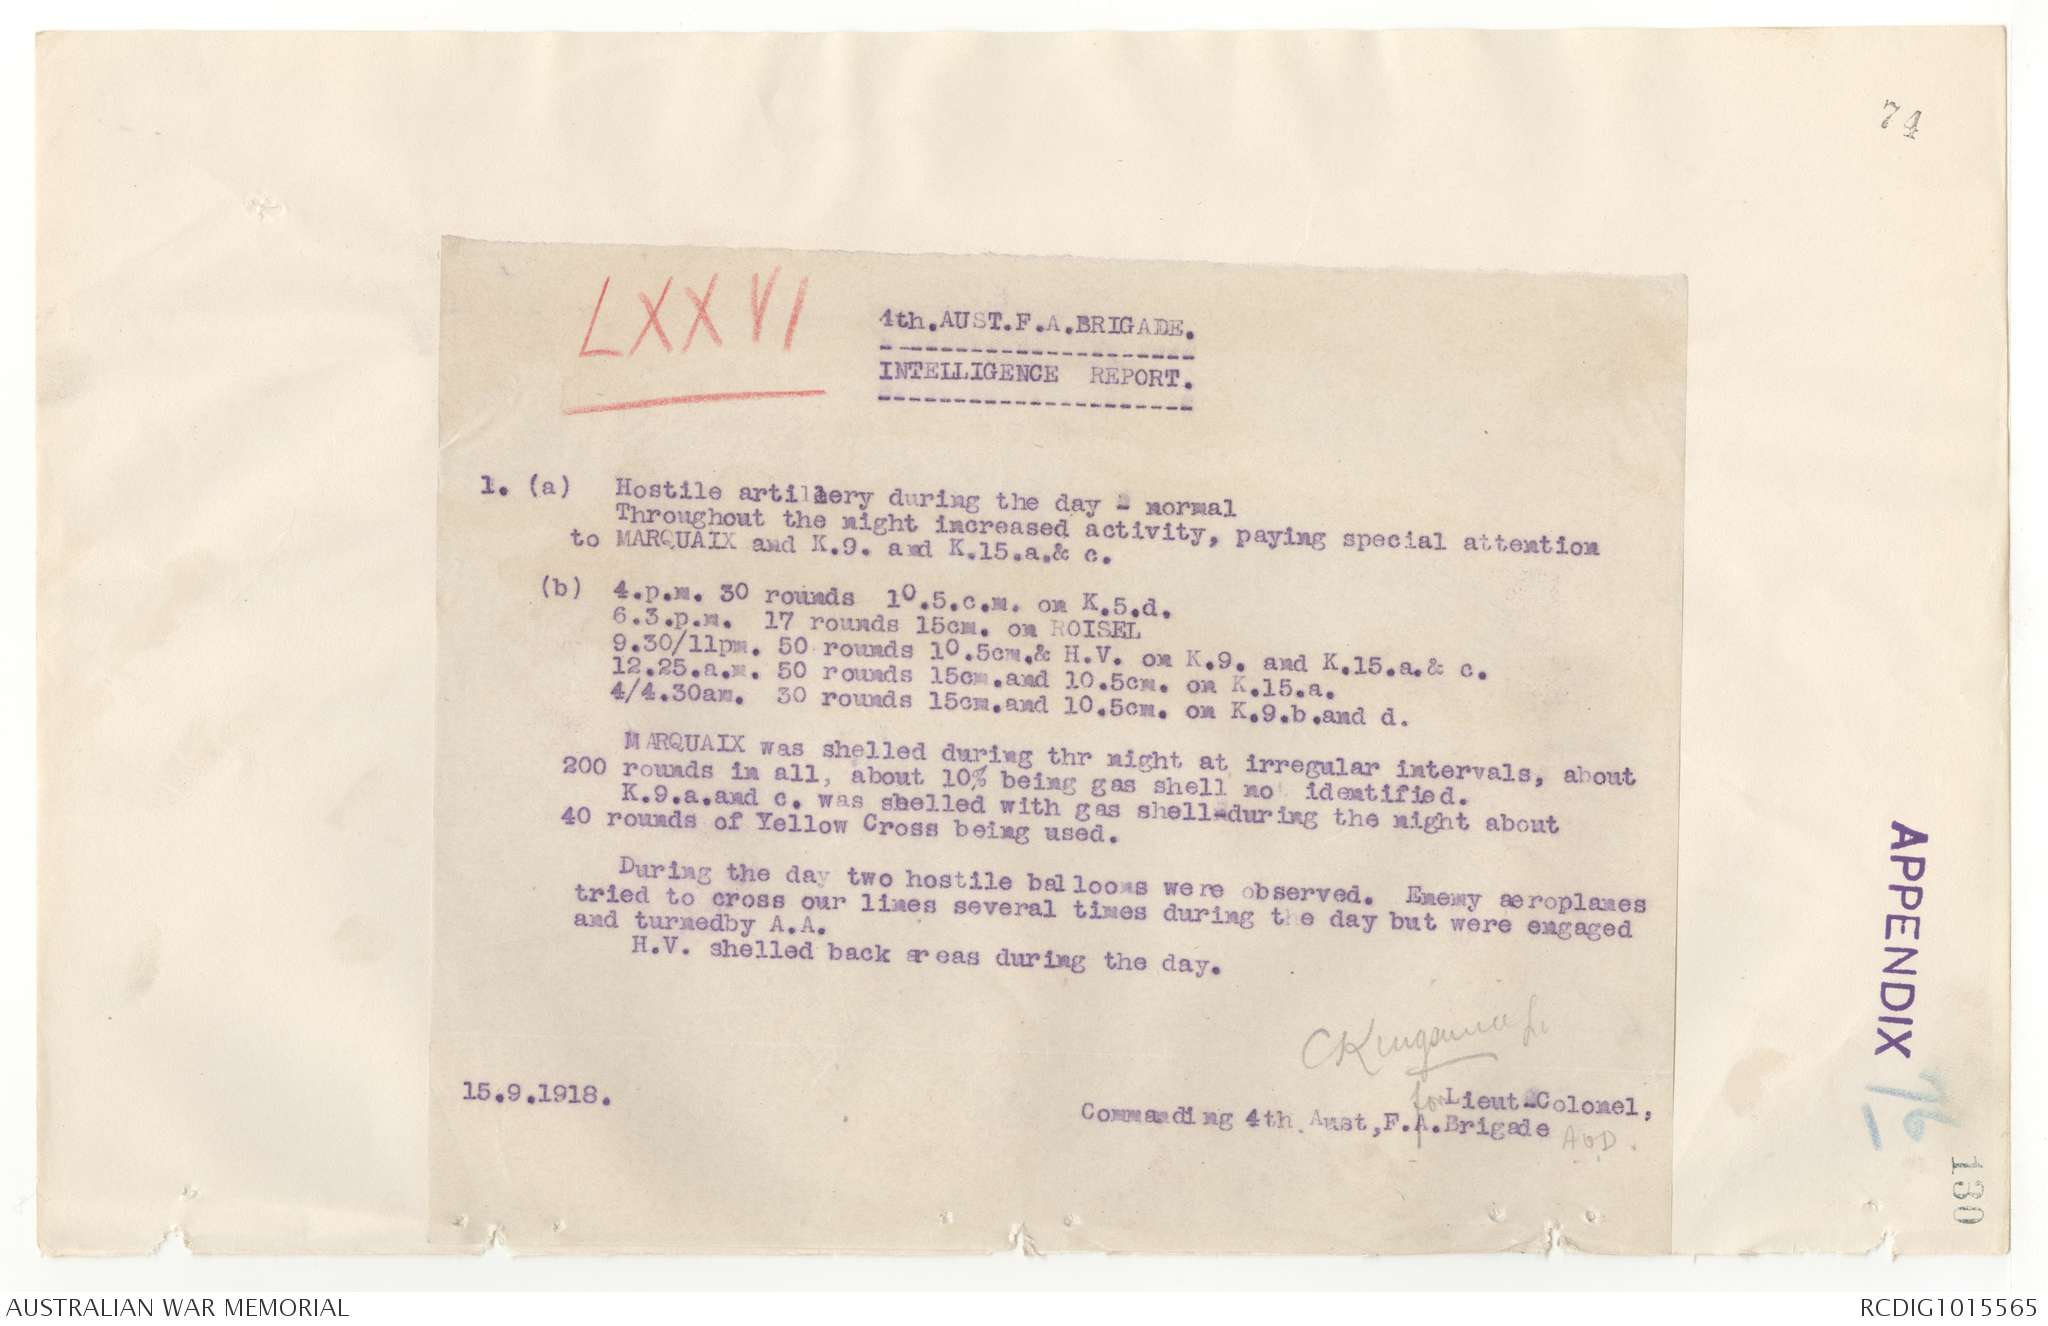 74
LXXVI
4th.AUST.F.A.BRIGADE.
INTELLIGENCE REPORT.
1. (a) Hostile artillery during the day - normal
Throughout the night increased activity, paying special attention
to MARQUAIX and K.9. and K.15.a.& c.
(b) 4.p.m. 30 rounds 10.5.c.m. on K.5.d.
6.3.p.m. 17 rounds 15cm. on ROISEL
9.30/11pm. 50 rounds 10.5cm.& H.V. on K.9. and K.15.a.& c.
12.25.a.m. 50 rounds 15cm.and 10.5cm. on K.15.a.
4/4.30am. 30 rounds 15cm.and 10.5cm. on K.9.b.and d.
MARQUAIX was shelled during thr night at irregular intervals, about
200 rounds in all, about 10% being gas shell not identified.
K.9.a.and c. was shelled with gas shell-during the night about
40 rounds of Yellow Cross being used.
During the day two hostile balloons were observed. Enemy aeroplanes
tried to cross our lines several times during the day but were engaged
and turnedby A.A.
H.V. shelled back areas during the day.
for Lieut-Colonel,
15.9.1918.
Commanding 4th Aust,F.A.Brigade
APPENDIX
76
130
AUSTRALIAN WAR MEMORIAL
RCDIG1015565